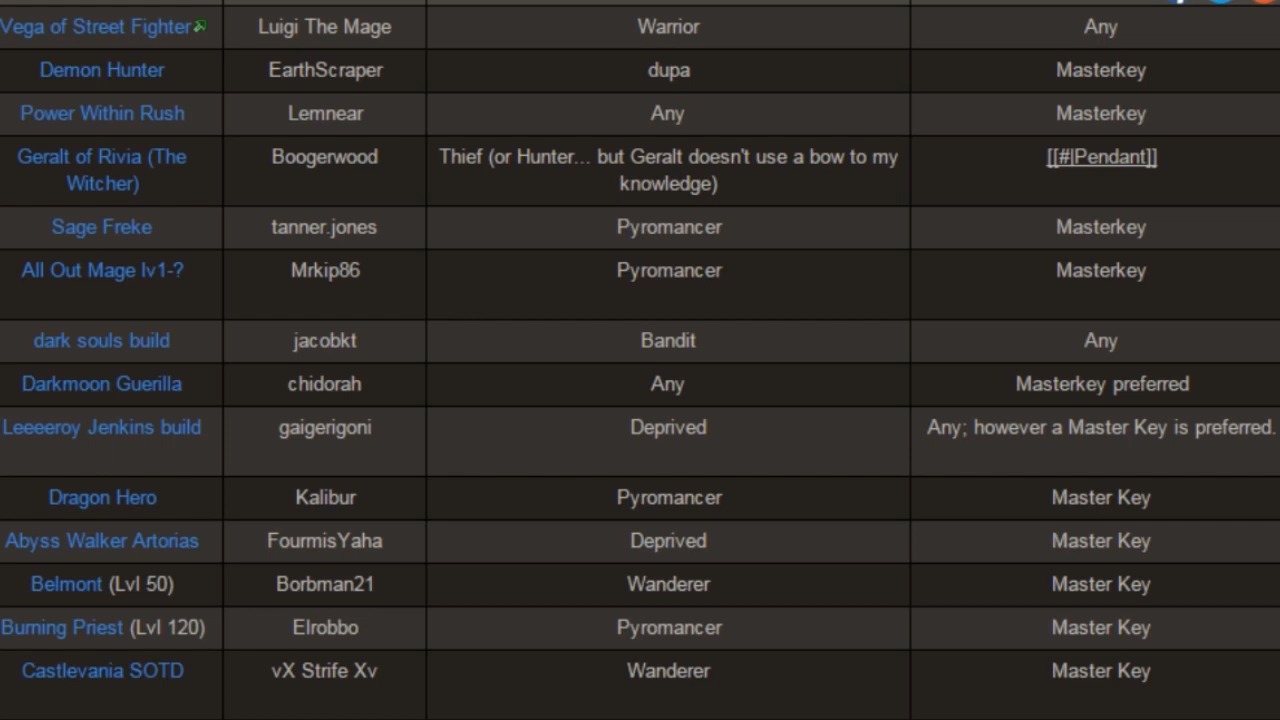 Vega of Street Fighter Luigi The Mage Warrior Any
Demon Hunter EarthScraper dupa Masterkey
Power Within Rush Lemnear Any Masterkey
Geralt of Rivia (The Boogerwood Thief (or Hunter... but Geralt doesn't use a bow to my [[#|Pendant]]
Witcher) knowledge)
Sage Freke tanner.jones Pyromancer Masterkey
All Out Mage lv1-? Mrkip86 Pyromancer Masterkey
dark souls build jacobkt Bandit Any
Darkmoon Guerilla chidorah Any Masterkey preferred
Leeeeroy Jenkins build gaigerigoni Deprived Any; however a Master Key is preferred.
Dragon Hero Kalibur Pyromancer Master Key
Abyss Walker Artorias FourmisYaha Deprived Master Key
Belmont (Lvl 50) Borbman21 Wanderer Master Key
Burning Priest (Lvl 120) Elrobbo Pyromancer Master Key
Castlevania SOTD vX Strife Xv Wanderer Master Key